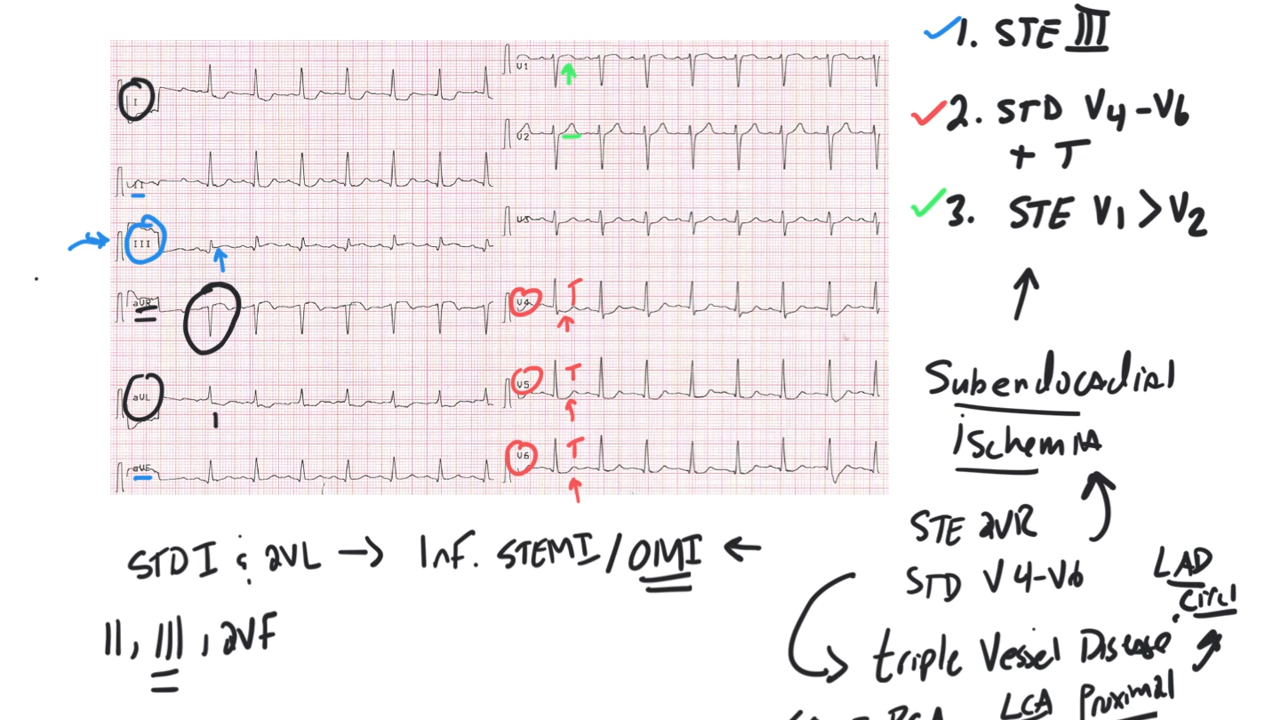 1. STE III
2. STD V4-V6
+ T
3. STE V1 > V2
Subendocadial
ischemia
STE aVR
STD V4-V6
LAD
Circl
triple Vessel Disease
LCA Proximal
RCA
STD I & aVL → Inf. STEMI/OMI ←
II, III, aVF
I
II
III
aVR
aVL
aVF
V1
V2
V3
V4 T
V5 T
V6 T